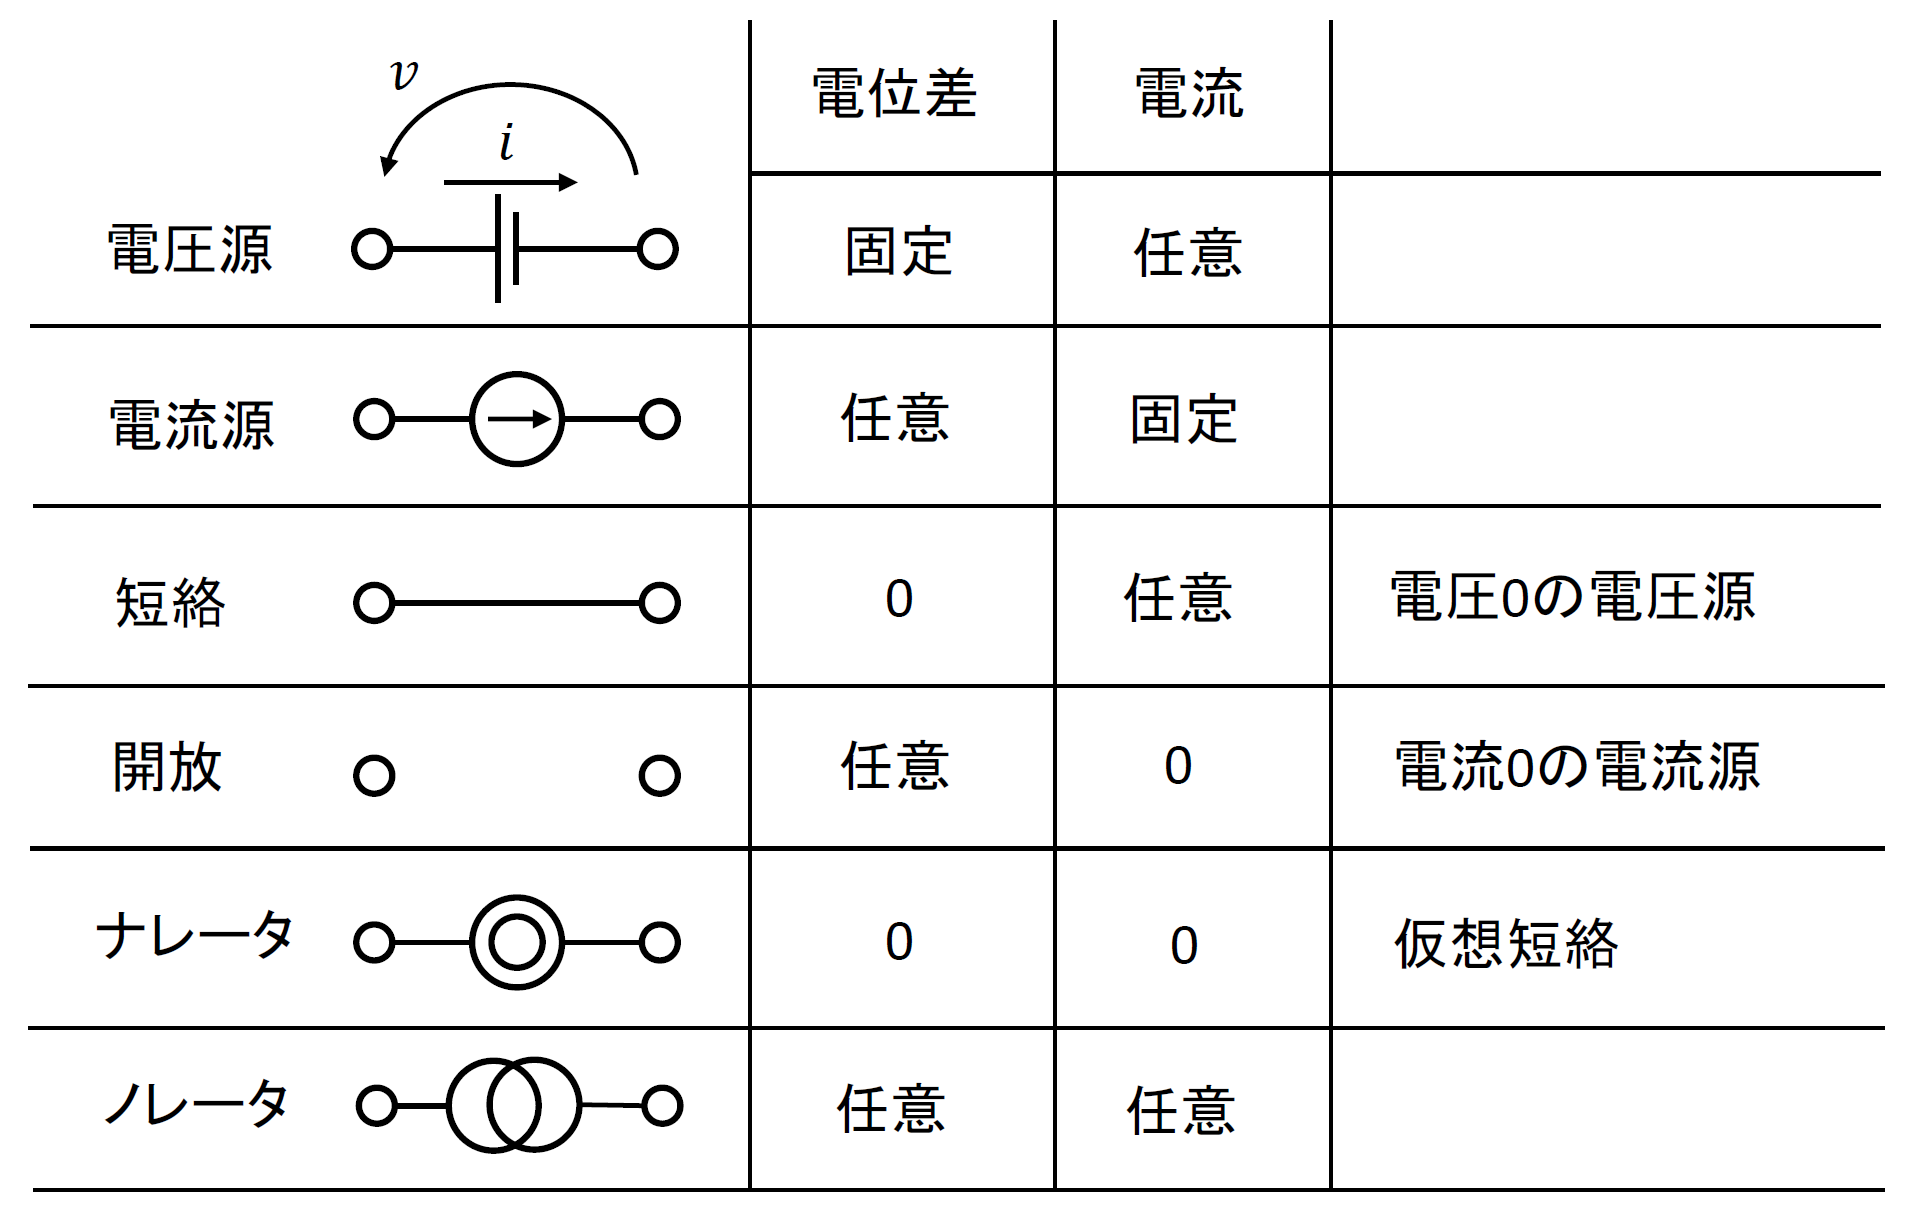 v
i
電位差 電流
電圧源 固定 任意
電流源 任意 固定
短絡 0 任意 電圧0の電圧源
開放 任意 0 電流0の電流源
ナレータ 0 0 仮想短絡
ノレータ 任意 任意